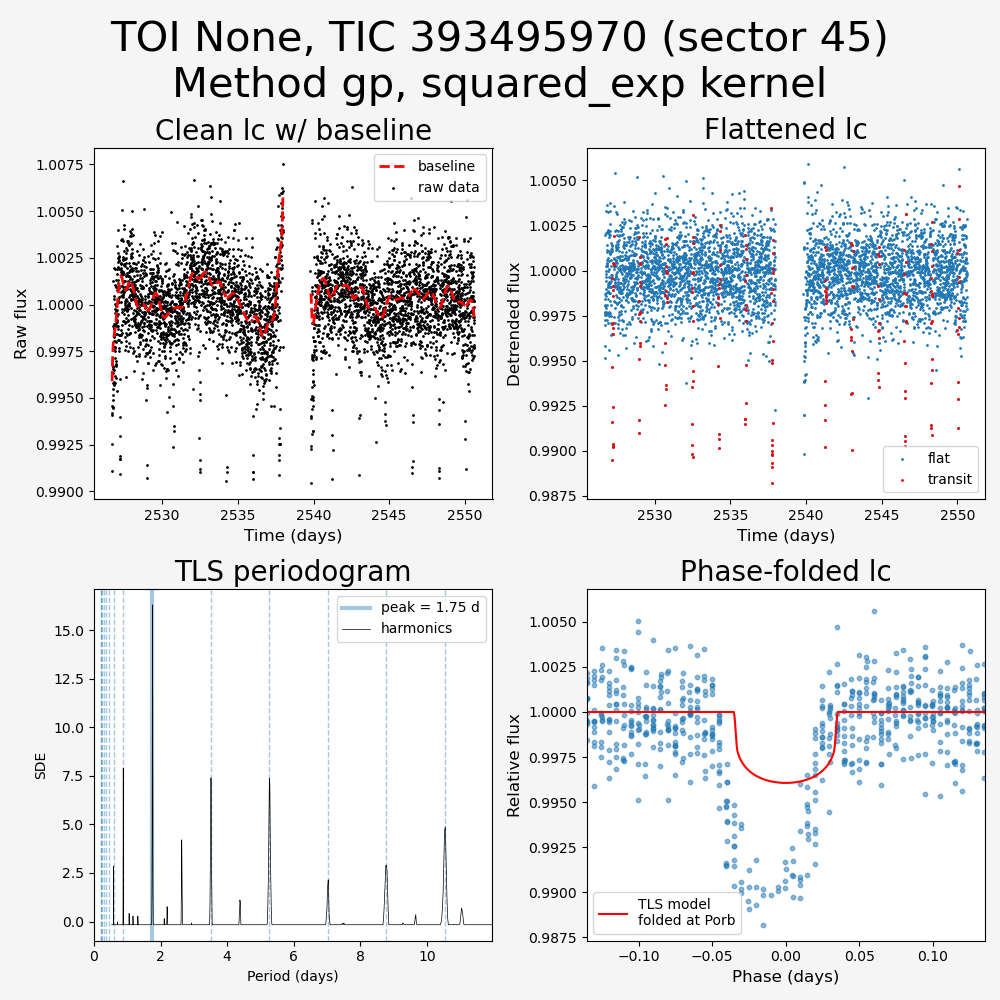 TOI None, TIC 393495970 (sector 45)
Method gp, squared_exp kernel
Clean lc w/ baseline
Raw flux
1.0075
1.0050
1.0025
1.0000
0.9975
0.9950
0.9925
0.9900
baseline
raw data
2530
2535
2540
2545
2550
Time (days)
Flattened lc
Detrended flux
1.0050
1.0025
1.0000
0.9975
0.9950
0.9925
0.9900
0.9875
flat
transit
2530
2535
2540
2545
2550
Time (days)
TLS periodogram
SDE
15.0
12.5
10.0
7.5
5.0
2.5
0.0
peak = 1.75 d
harmonics
0
2
4
6
8
10
Period (days)
Phase-folded lc
Relative flux
1.0050
1.0025
1.0000
0.9975
0.9950
0.9925
0.9900
0.9875
TLS model
folded at Porb
−0.10
−0.05
0.00
0.05
0.10
Phase (days)